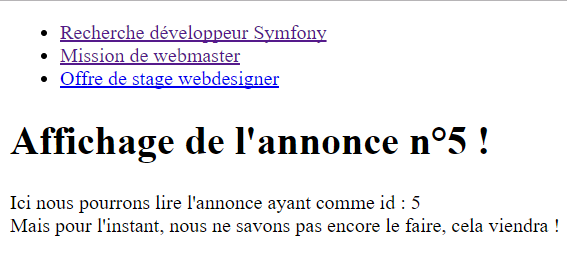 Recherche développeur Symfony
Mission de webmaster
Offre de stage webdesigner
Affichage de l'annonce n°5 !
Ici nous pourrons lire l'annonce ayant comme id : 5
Mais pour l'instant, nous ne savons pas encore le faire, cela viendra !